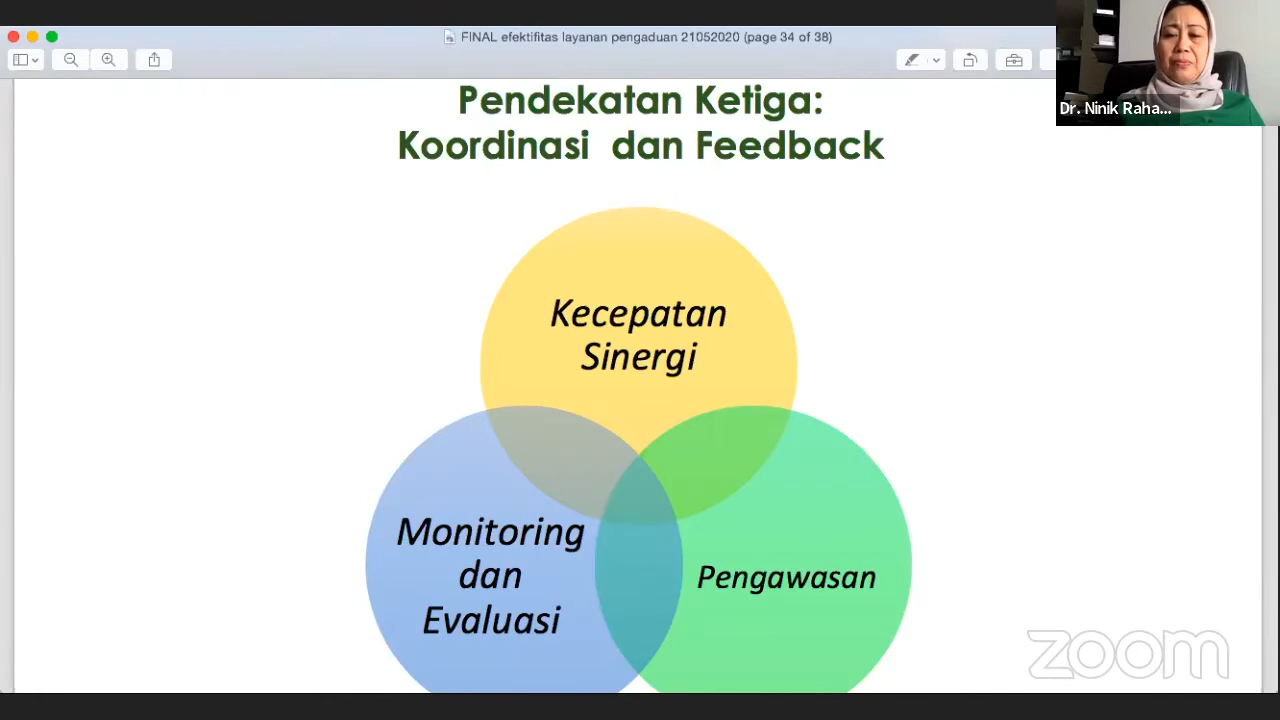 FINAL efektifitas layanan pengaduan 21052020 (page 34 of 38)
Dr. Ninik Raha...
Pendekatan Ketiga:
Koordinasi dan Feedback
Kecepatan
Sinergi
Monitoring
dan
Evaluasi
Pengawasan
zoom